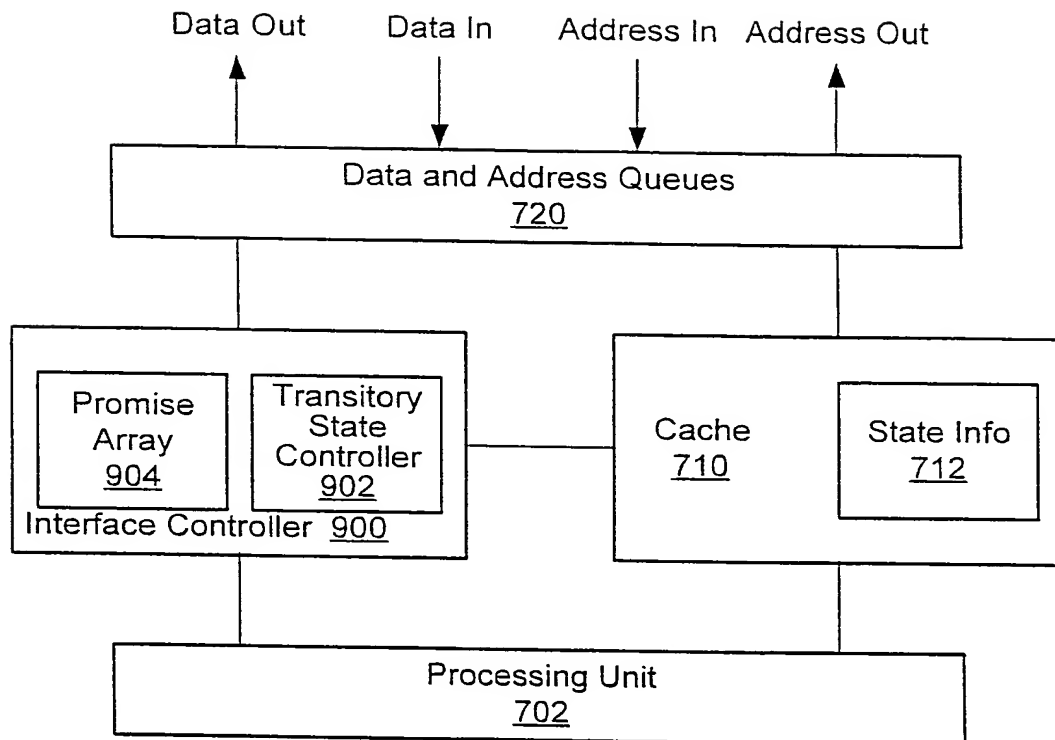 Data Out
Data In
Address In
Address Out
Data and Address Queues
720
Promise
Array
904
Transitory
State
Controller
902
Interface Controller 900
Cache
710
State Info
712
Processing Unit
702